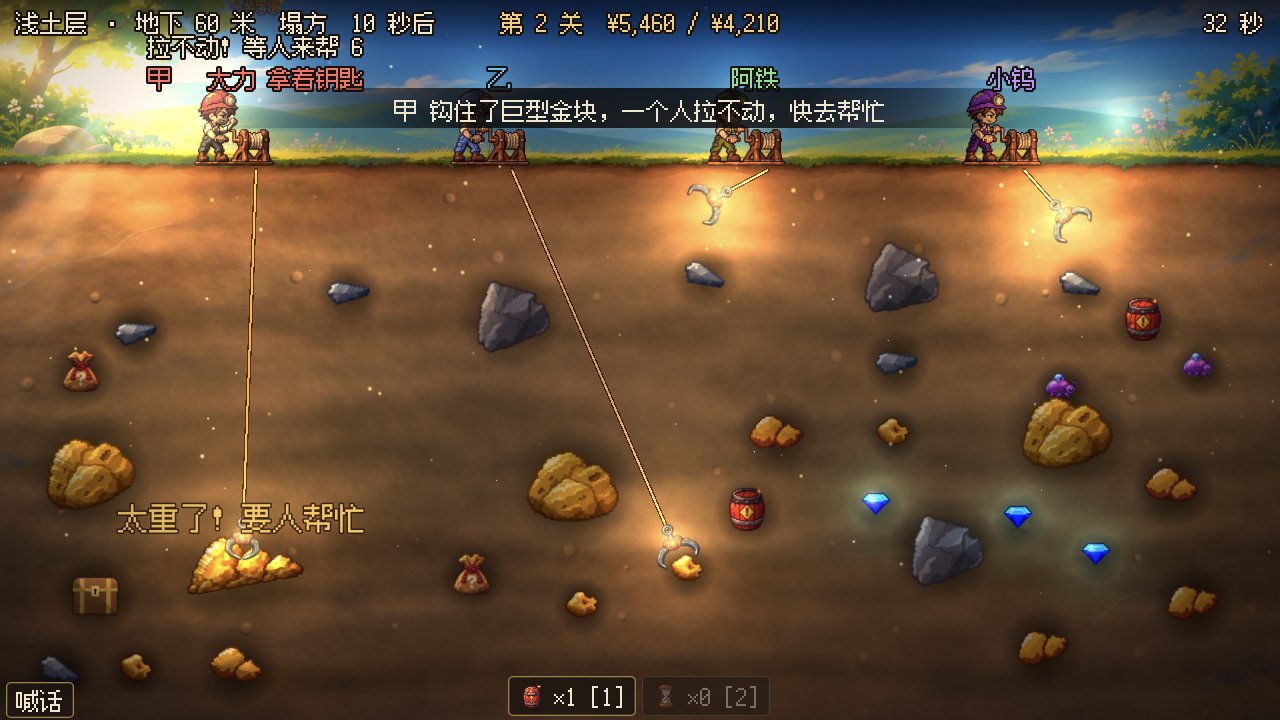 浅土层 · 地下 60 米 塌方 10 秒后
第 2 关 ¥5,460 / ¥4,210
32 秒
拉不动! 等人来帮 6
甲 大力 拿着钥匙
乙
阿铁
小钨
甲 钩住了巨型金块，一个人拉不动，快去帮忙
太重了! 要人帮忙
喊话
×1 [1]
×0 [2]